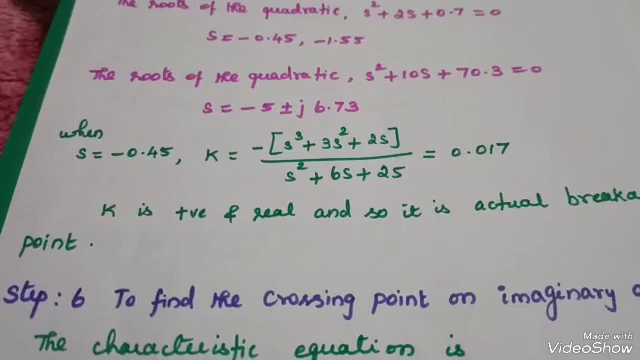 The roots of the quadratic, s²+2s+0.7=0
s = -0.45, -1.55
The roots of the quadratic, s²+10s+70.3=0
s = -5 ± j 6.73
when
s = -0.45, K = -[s³+3s²+2s] / s²+6s+25 = 0.017
K is +ve & real and so it is actual breaka
point.
Step: 6 To find the crossing point on imaginary
The characteristic equation is
Made with
VideoShow